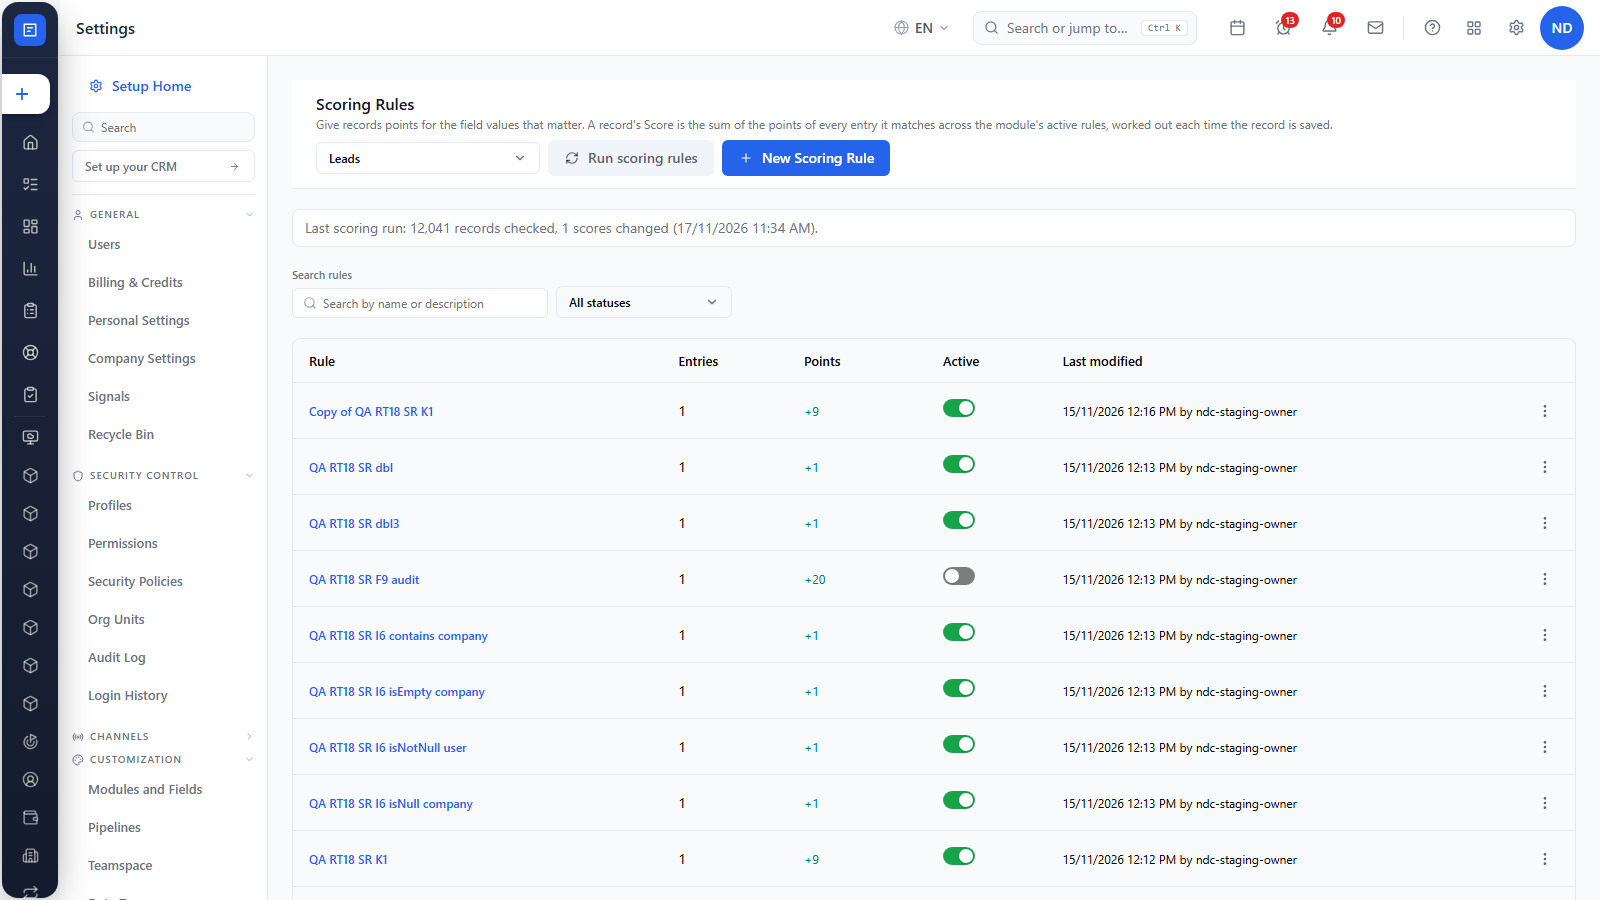 Settings
EN
Search or jump to...
Ctrl K
13
10
ND
Setup Home
Search
Set up your CRM
GENERAL
Users
Billing & Credits
Personal Settings
Company Settings
Signals
Recycle Bin
SECURITY CONTROL
Profiles
Permissions
Security Policies
Org Units
Audit Log
Login History
CHANNELS
CUSTOMIZATION
Modules and Fields
Pipelines
Teamspace
Scoring Rules
Give records points for the field values that matter. A record's Score is the sum of the points of every entry it matches across the module's active rules, worked out each time the record is saved.
Leads
Run scoring rules
New Scoring Rule
Last scoring run: 12,041 records checked, 1 scores changed (17/11/2026 11:34 AM).
Search rules
Search by name or description
All statuses
Rule Entries Points Active Last modified
Copy of QA RT18 SR K1 1 +9 15/11/2026 12:16 PM by ndc-staging-owner
QA RT18 SR dbl 1 +1 15/11/2026 12:13 PM by ndc-staging-owner
QA RT18 SR dbl3 1 +1 15/11/2026 12:13 PM by ndc-staging-owner
QA RT18 SR F9 audit 1 +20 15/11/2026 12:13 PM by ndc-staging-owner
QA RT18 SR I6 contains company 1 +1 15/11/2026 12:13 PM by ndc-staging-owner
QA RT18 SR I6 isEmpty company 1 +1 15/11/2026 12:13 PM by ndc-staging-owner
QA RT18 SR I6 isNotNull user 1 +1 15/11/2026 12:13 PM by ndc-staging-owner
QA RT18 SR I6 isNull company 1 +1 15/11/2026 12:13 PM by ndc-staging-owner
QA RT18 SR K1 1 +9 15/11/2026 12:12 PM by ndc-staging-owner